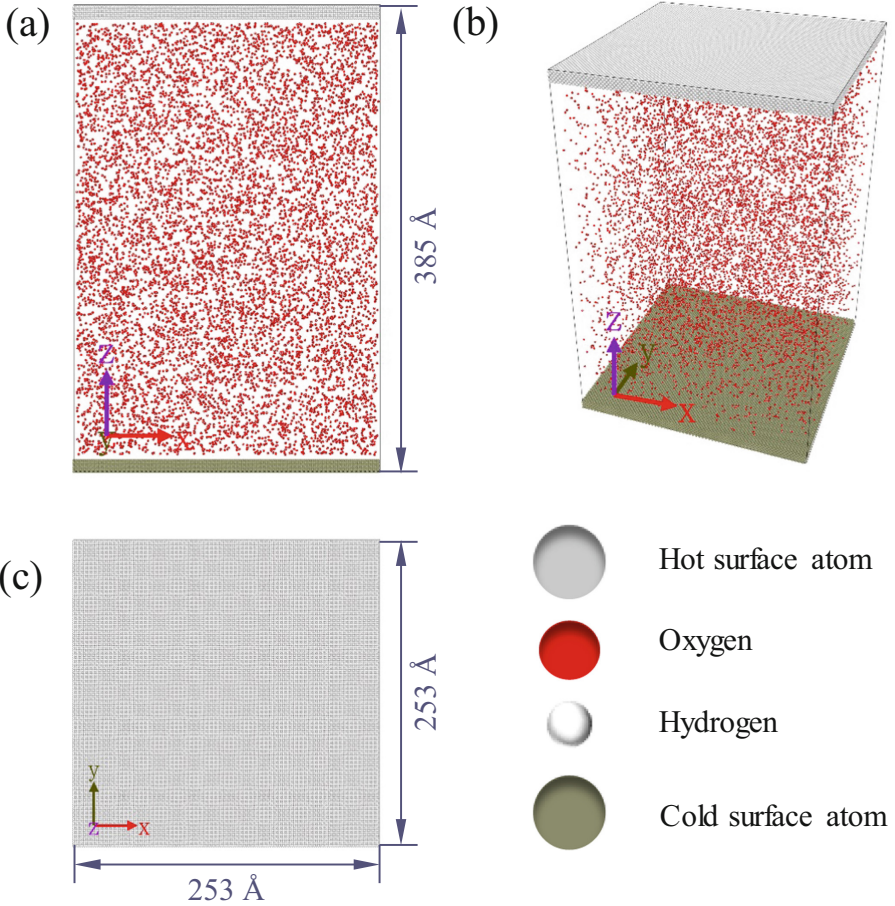 (a)
385 Å
z
y
x
(b)
z
y
x
(c)
253 Å
y
z
x
253 Å
Hot surface atom
Oxygen
Hydrogen
Cold surface atom